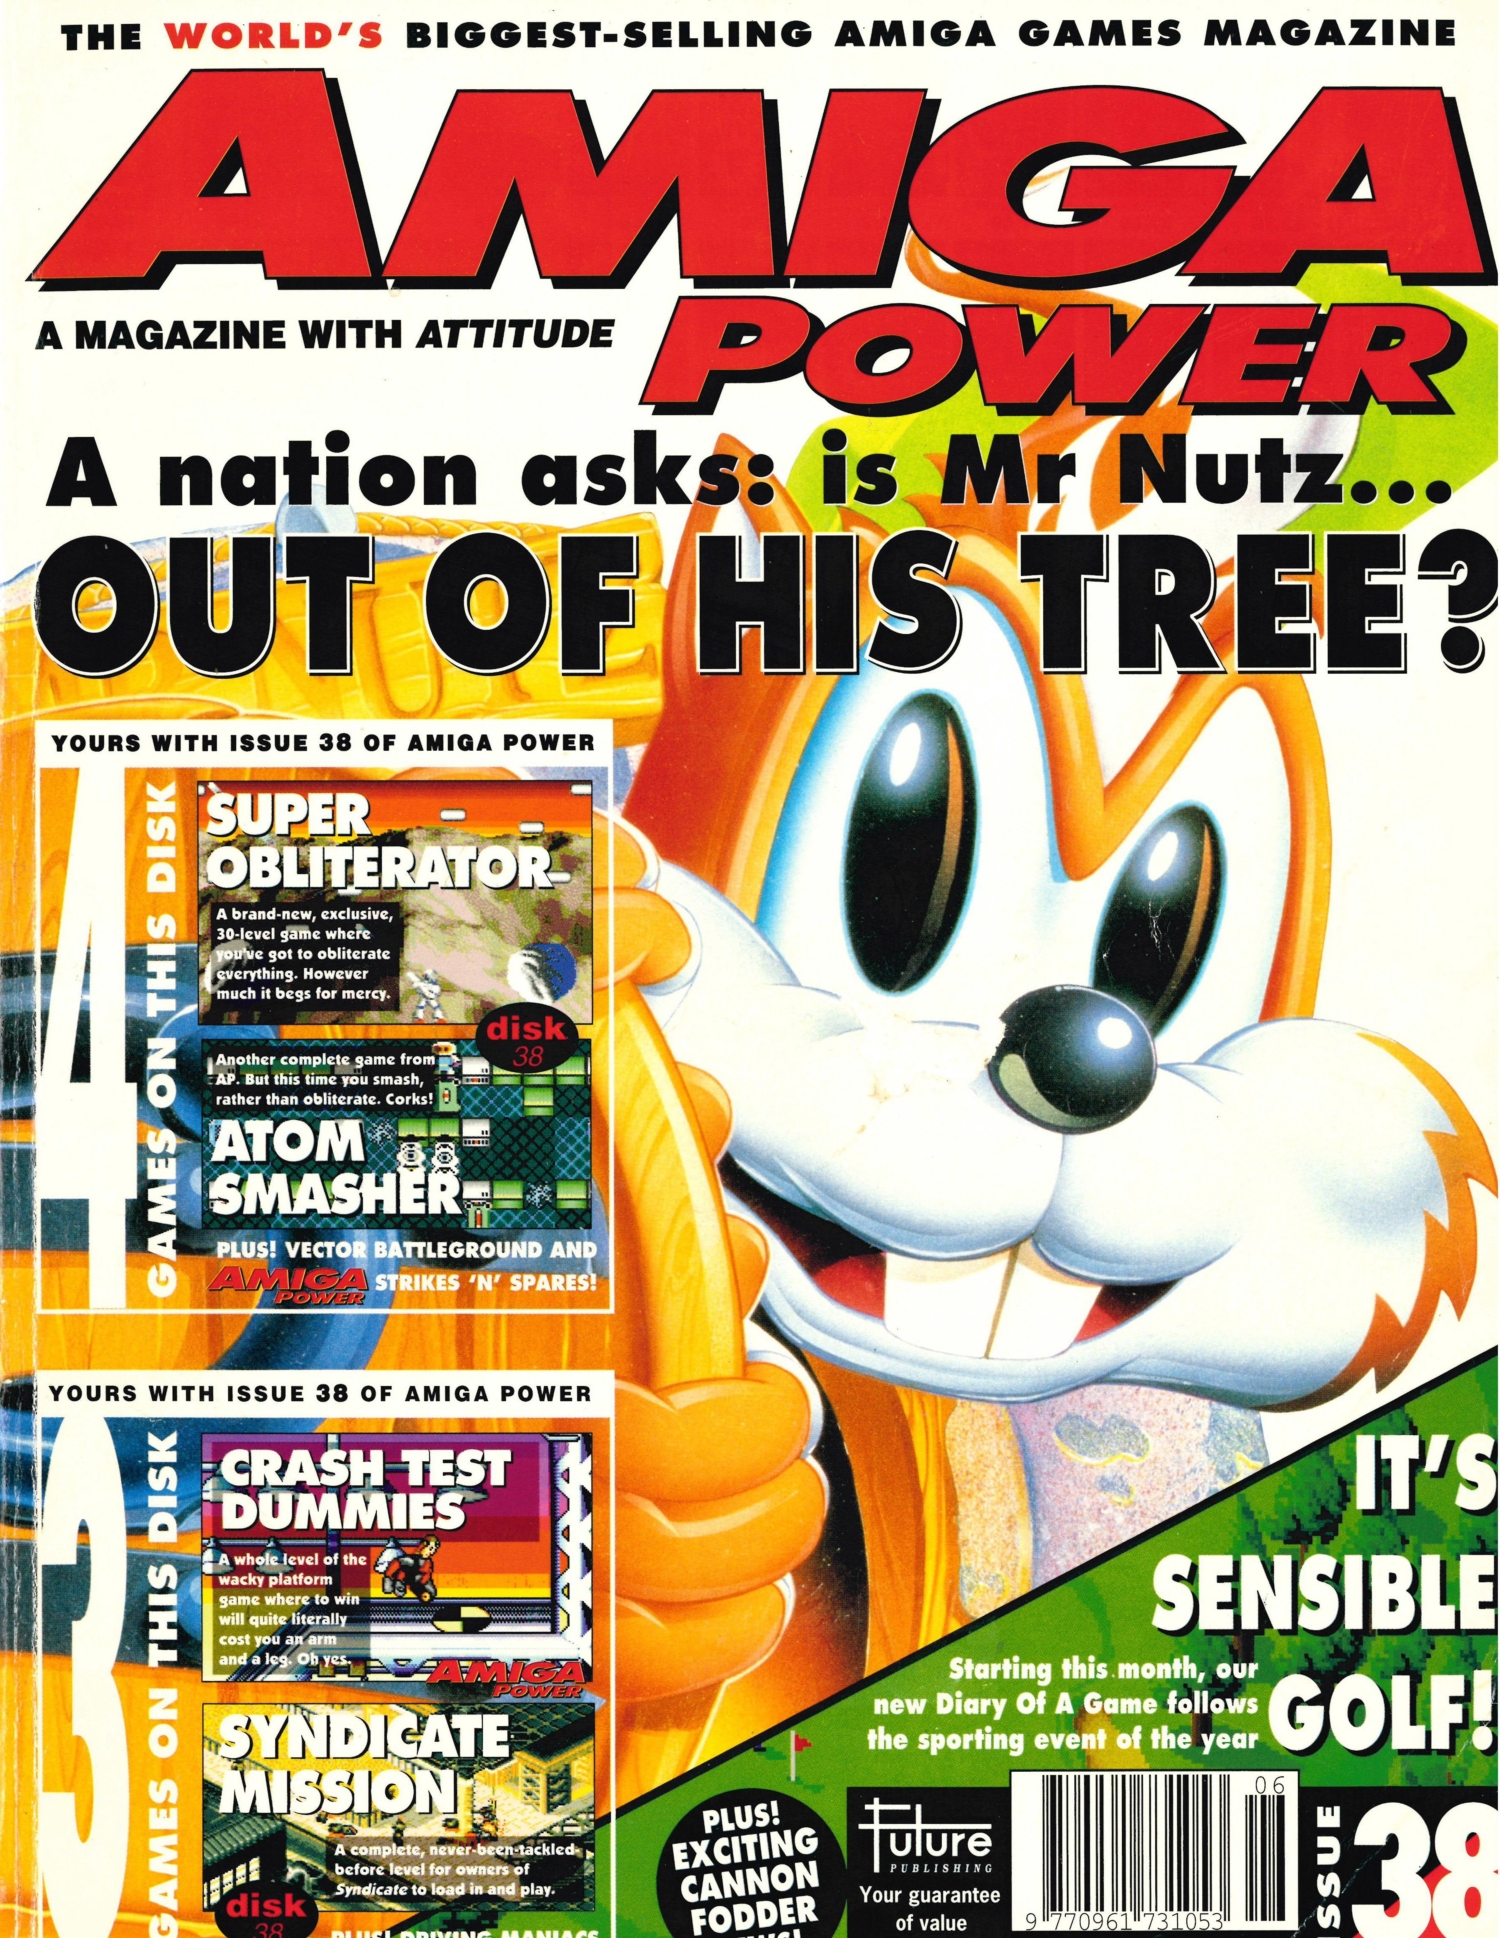 THE WORLD'S BIGGEST-SELLING AMIGA GAMES MAGAZINE
AMIGA
POWER
A MAGAZINE WITH ATTITUDE
A nation asks: is Mr Nutz...
OUT OF HIS TREE?
YOURS WITH ISSUE 38 OF AMIGA POWER
4
GAMES ON THIS DISK
SUPER
OBLITERATOR
A brand-new, exclusive,
30-level game where
you've got to obliterate
everything. However
much it begs for mercy.
disk
38
Another complete game from
AP. But this time you smash,
rather than obliterate. Corks!
ATOM
SMASHER
PLUS! VECTOR BATTLEGROUND AND
AMIGA POWER STRIKES 'N' SPARES!
YOURS WITH ISSUE 38 OF AMIGA POWER
3
GAMES ON THIS DISK
CRASH TEST
DUMMIES
A whole level of the
wacky platform
game where to win
will quite literally
cost you an arm
and a leg. Oh yes.
AMIGA
POWER
SYNDICATE
MISSION
A complete, never-been-tackled-
before level for owners of
Syndicate to load in and play.
disk
38
PLUS! DRIVING MANIACS
IT'S
SENSIBLE
GOLF!
Starting this month, our
new Diary Of A Game follows
the sporting event of the year
PLUS!
EXCITING
CANNON
FODDER
Future
PUBLISHING
Your guarantee
of value
06
9 770961 731053
ISSUE
38